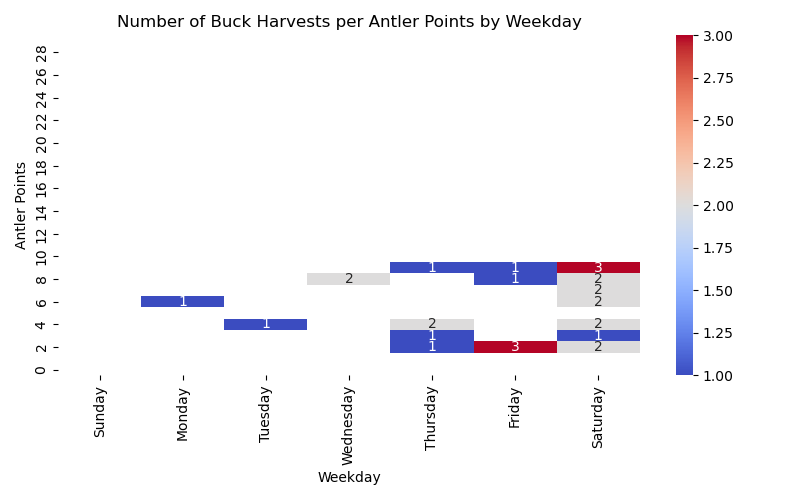 Number of Buck Harvests per Antler Points by Weekday
Antler Points
28
26
24
22
20
18
16
14
12
10
8
6
4
2
0
1 1 3
2 1 2
2
1 2
1 2 2
1 1
1 3 2
Sunday
Monday
Tuesday
Wednesday
Thursday
Friday
Saturday
Weekday
3.00
2.75
2.50
2.25
2.00
1.75
1.50
1.25
1.00